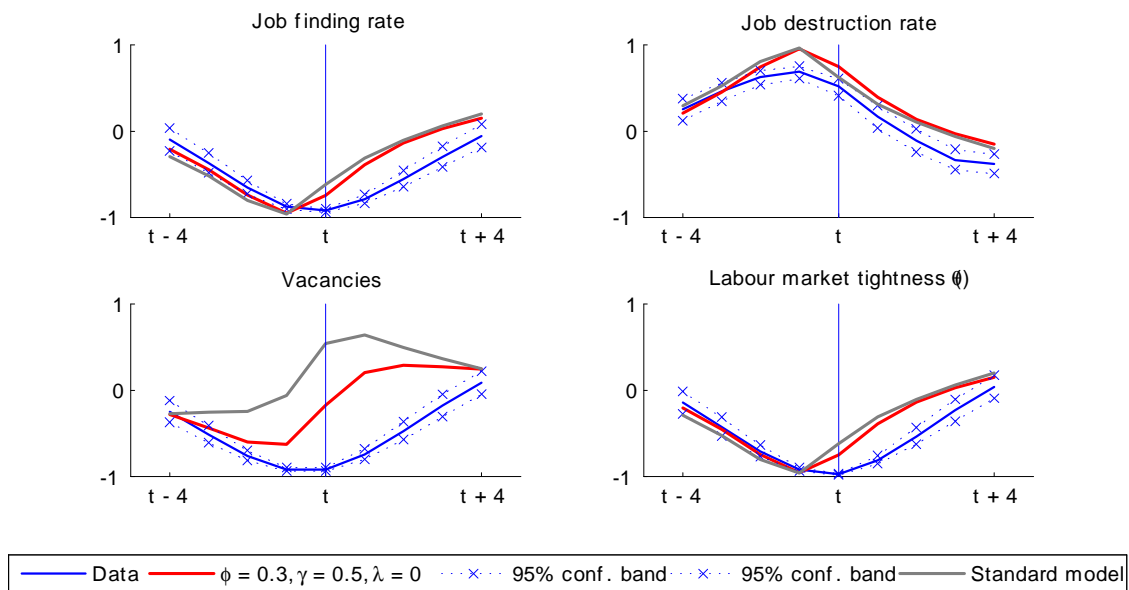 Job finding rate
Job destruction rate
1
0
-1
t - 4
t
t + 4
1
0
-1
t - 4
t
t + 4
Vacancies
Labour market tightness (θ)
1
0
-1
t - 4
t
t + 4
1
0
-1
t - 4
t
t + 4
Data ϕ = 0.3, γ = 0.5, λ = 0 95% conf. band 95% conf. band Standard model